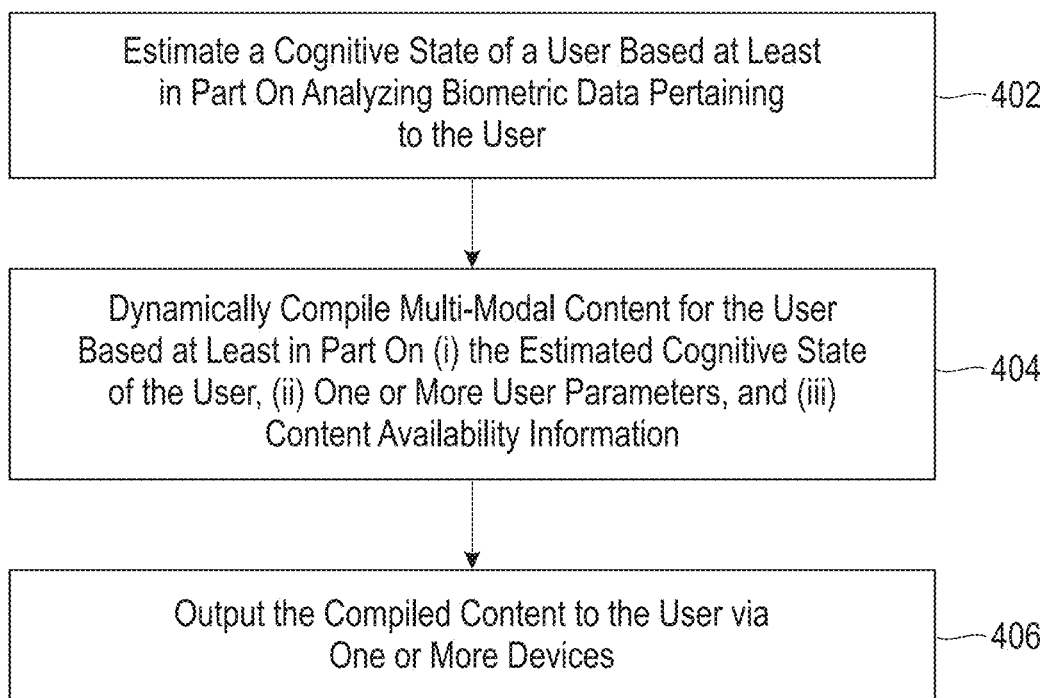 Estimate a Cognitive State of a User Based at Least
in Part On Analyzing Biometric Data Pertaining
to the User
402
Dynamically Compile Multi-Modal Content for the User
Based at Least in Part On (i) the Estimated Cognitive State
of the User, (ii) One or More User Parameters, and (iii)
Content Availability Information
404
Output the Compiled Content to the User via
One or More Devices
406